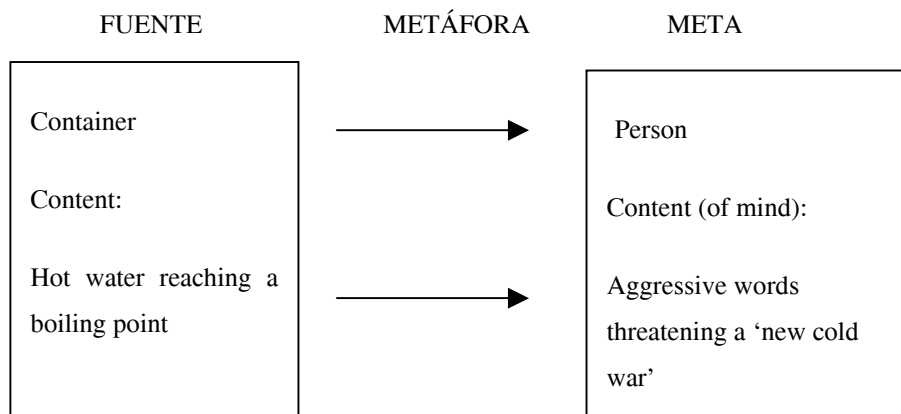 FUENTE METÁFORA META
Container
Content:
Hot water reaching a
boiling point
Person
Content (of mind):
Aggressive words
threatening a ‘new cold
war’